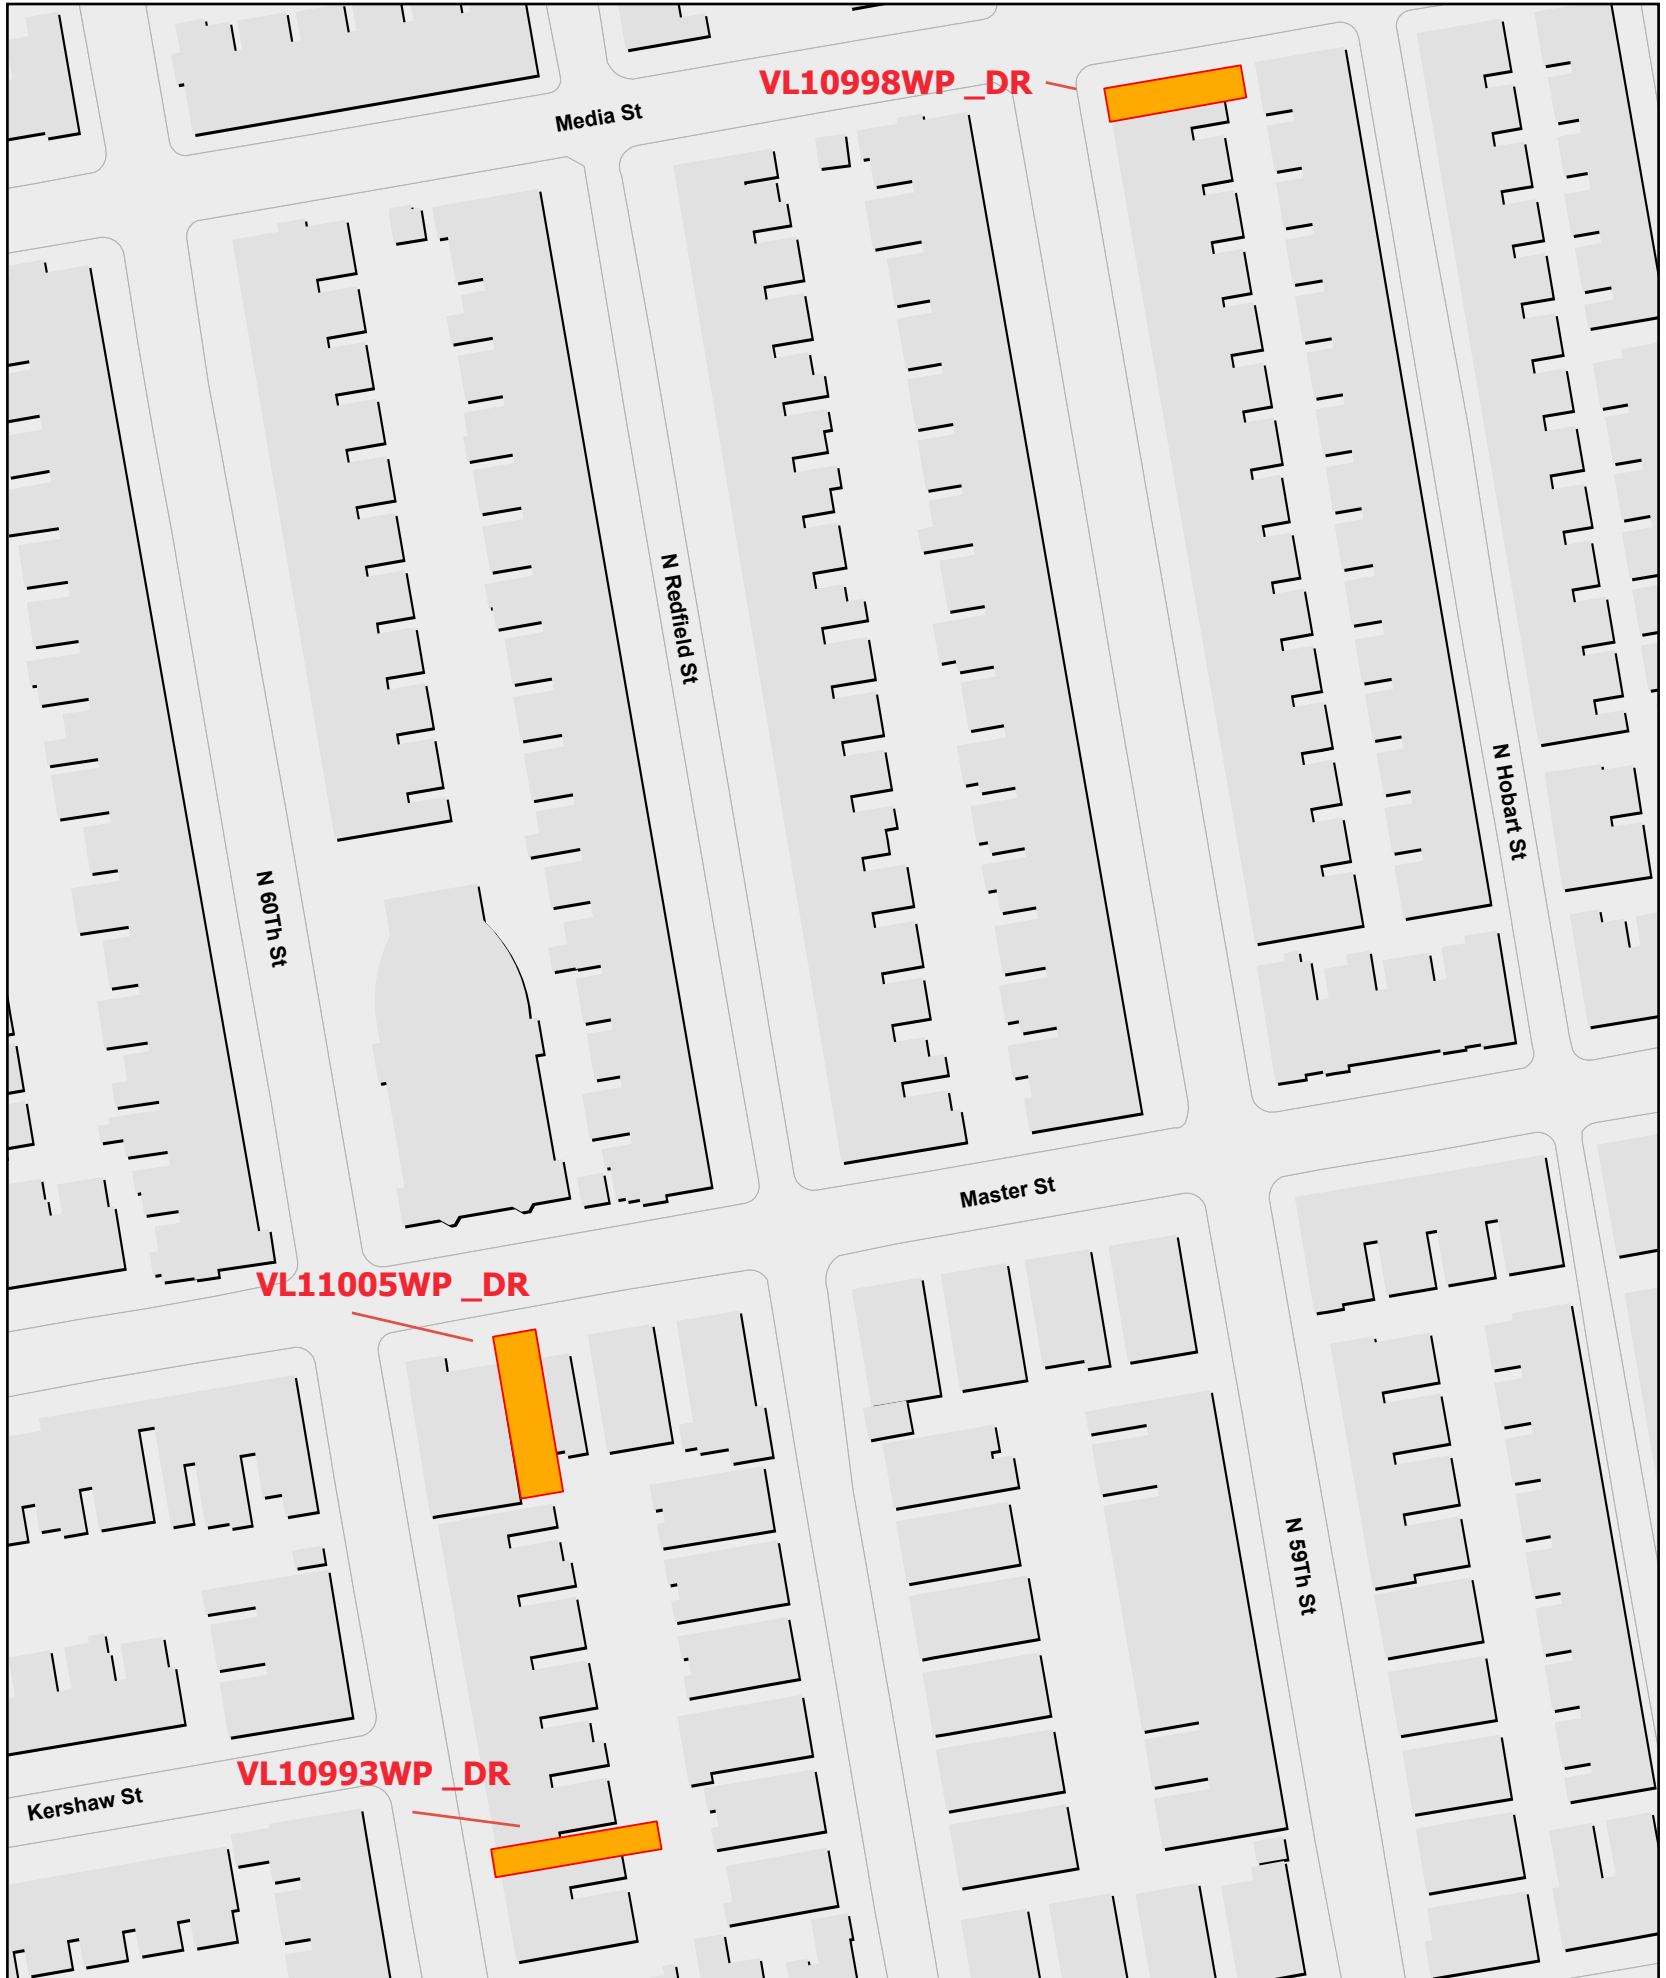 VL10998WP _DR
Media St
N Redfield St
N Hobart St
N 60Th St
Master St
VL11005WP _DR
N 59Th St
VL10993WP _DR
Kershaw St